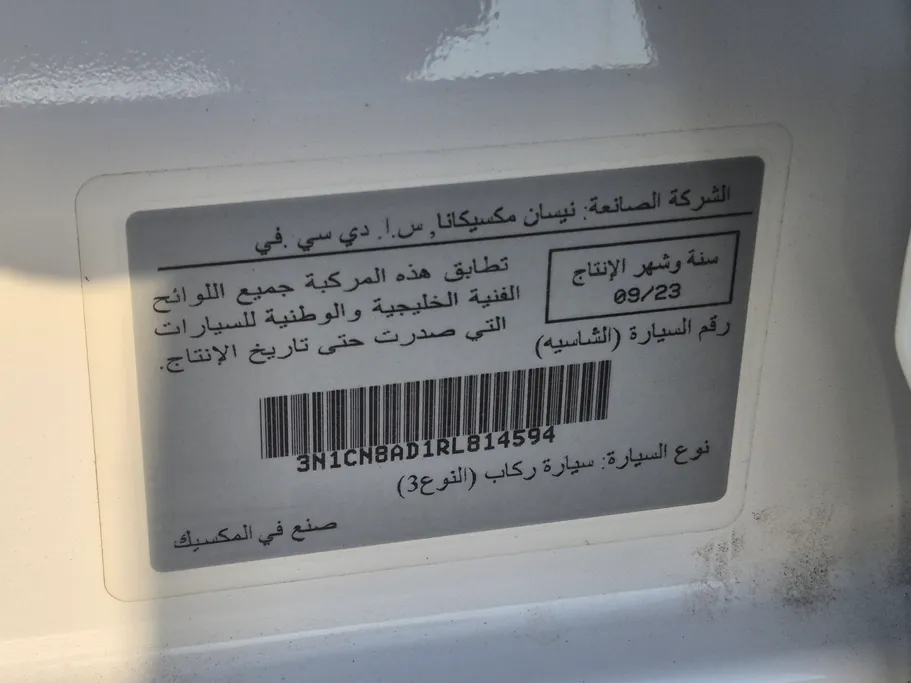 الشركة الصانعة: نيسان مكسيكانا, س.ا. دي سي .في
سنة وشهر الإنتاج
09/23
تطابق هذه المركبة جميع اللوائح
الفنية الخليجية والوطنية للسيارات
التي صدرت حتى تاريخ الإنتاج.
رقم السيارة (الشاسيه)
3N1CN8AD1RL814594
نوع السيارة: سيارة ركاب (النوع3)
صنع في المكسيك